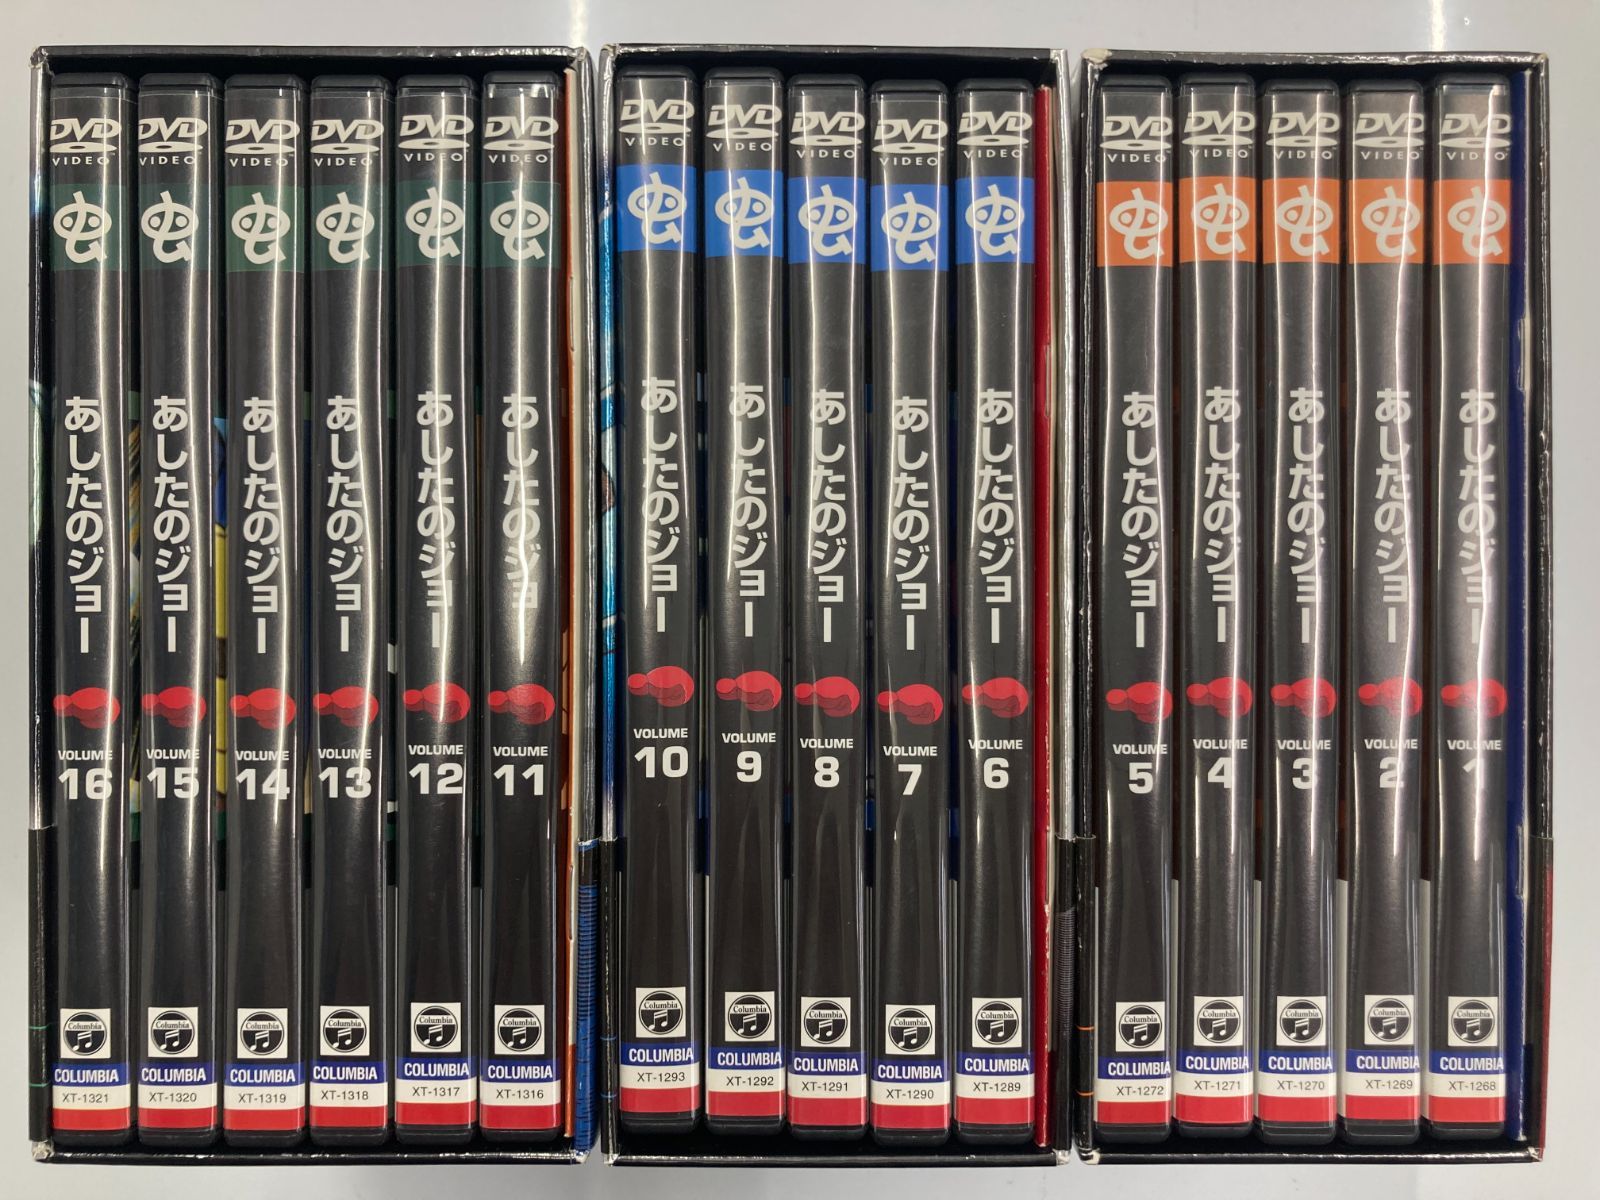 DVD
VIDEO
あしたのジョー
VOLUME
16
Columbia
COLUMBIA
XT-1321
DVD
VIDEO
あしたのジョー
VOLUME
15
Columbia
COLUMBIA
XT-1320
DVD
VIDEO
あしたのジョー
VOLUME
14
Columbia
COLUMBIA
XT-1319
DVD
VIDEO
あしたのジョー
VOLUME
13
Columbia
COLUMBIA
XT-1318
DVD
VIDEO
あしたのジョー
VOLUME
12
Columbia
COLUMBIA
XT-1317
DVD
VIDEO
あしたのジョー
VOLUME
11
Columbia
COLUMBIA
XT-1316
DVD
VIDEO
あしたのジョー
VOLUME
10
Columbia
COLUMBIA
XT-1293
DVD
VIDEO
あしたのジョー
VOLUME
9
Columbia
COLUMBIA
XT-1292
DVD
VIDEO
あしたのジョー
VOLUME
8
Columbia
COLUMBIA
XT-1291
DVD
VIDEO
あしたのジョー
VOLUME
7
Columbia
COLUMBIA
XT-1290
DVD
VIDEO
あしたのジョー
VOLUME
6
Columbia
COLUMBIA
XT-1289
DVD
VIDEO
あしたのジョー
VOLUME
5
Columbia
COLUMBIA
XT-1272
DVD
VIDEO
あしたのジョー
VOLUME
4
Columbia
COLUMBIA
XT-1271
DVD
VIDEO
あしたのジョー
VOLUME
3
Columbia
COLUMBIA
XT-1270
DVD
VIDEO
あしたのジョー
VOLUME
2
Columbia
COLUMBIA
XT-1269
DVD
VIDEO
あしたのジョー
VOLUME
1
Columbia
COLUMBIA
XT-1268